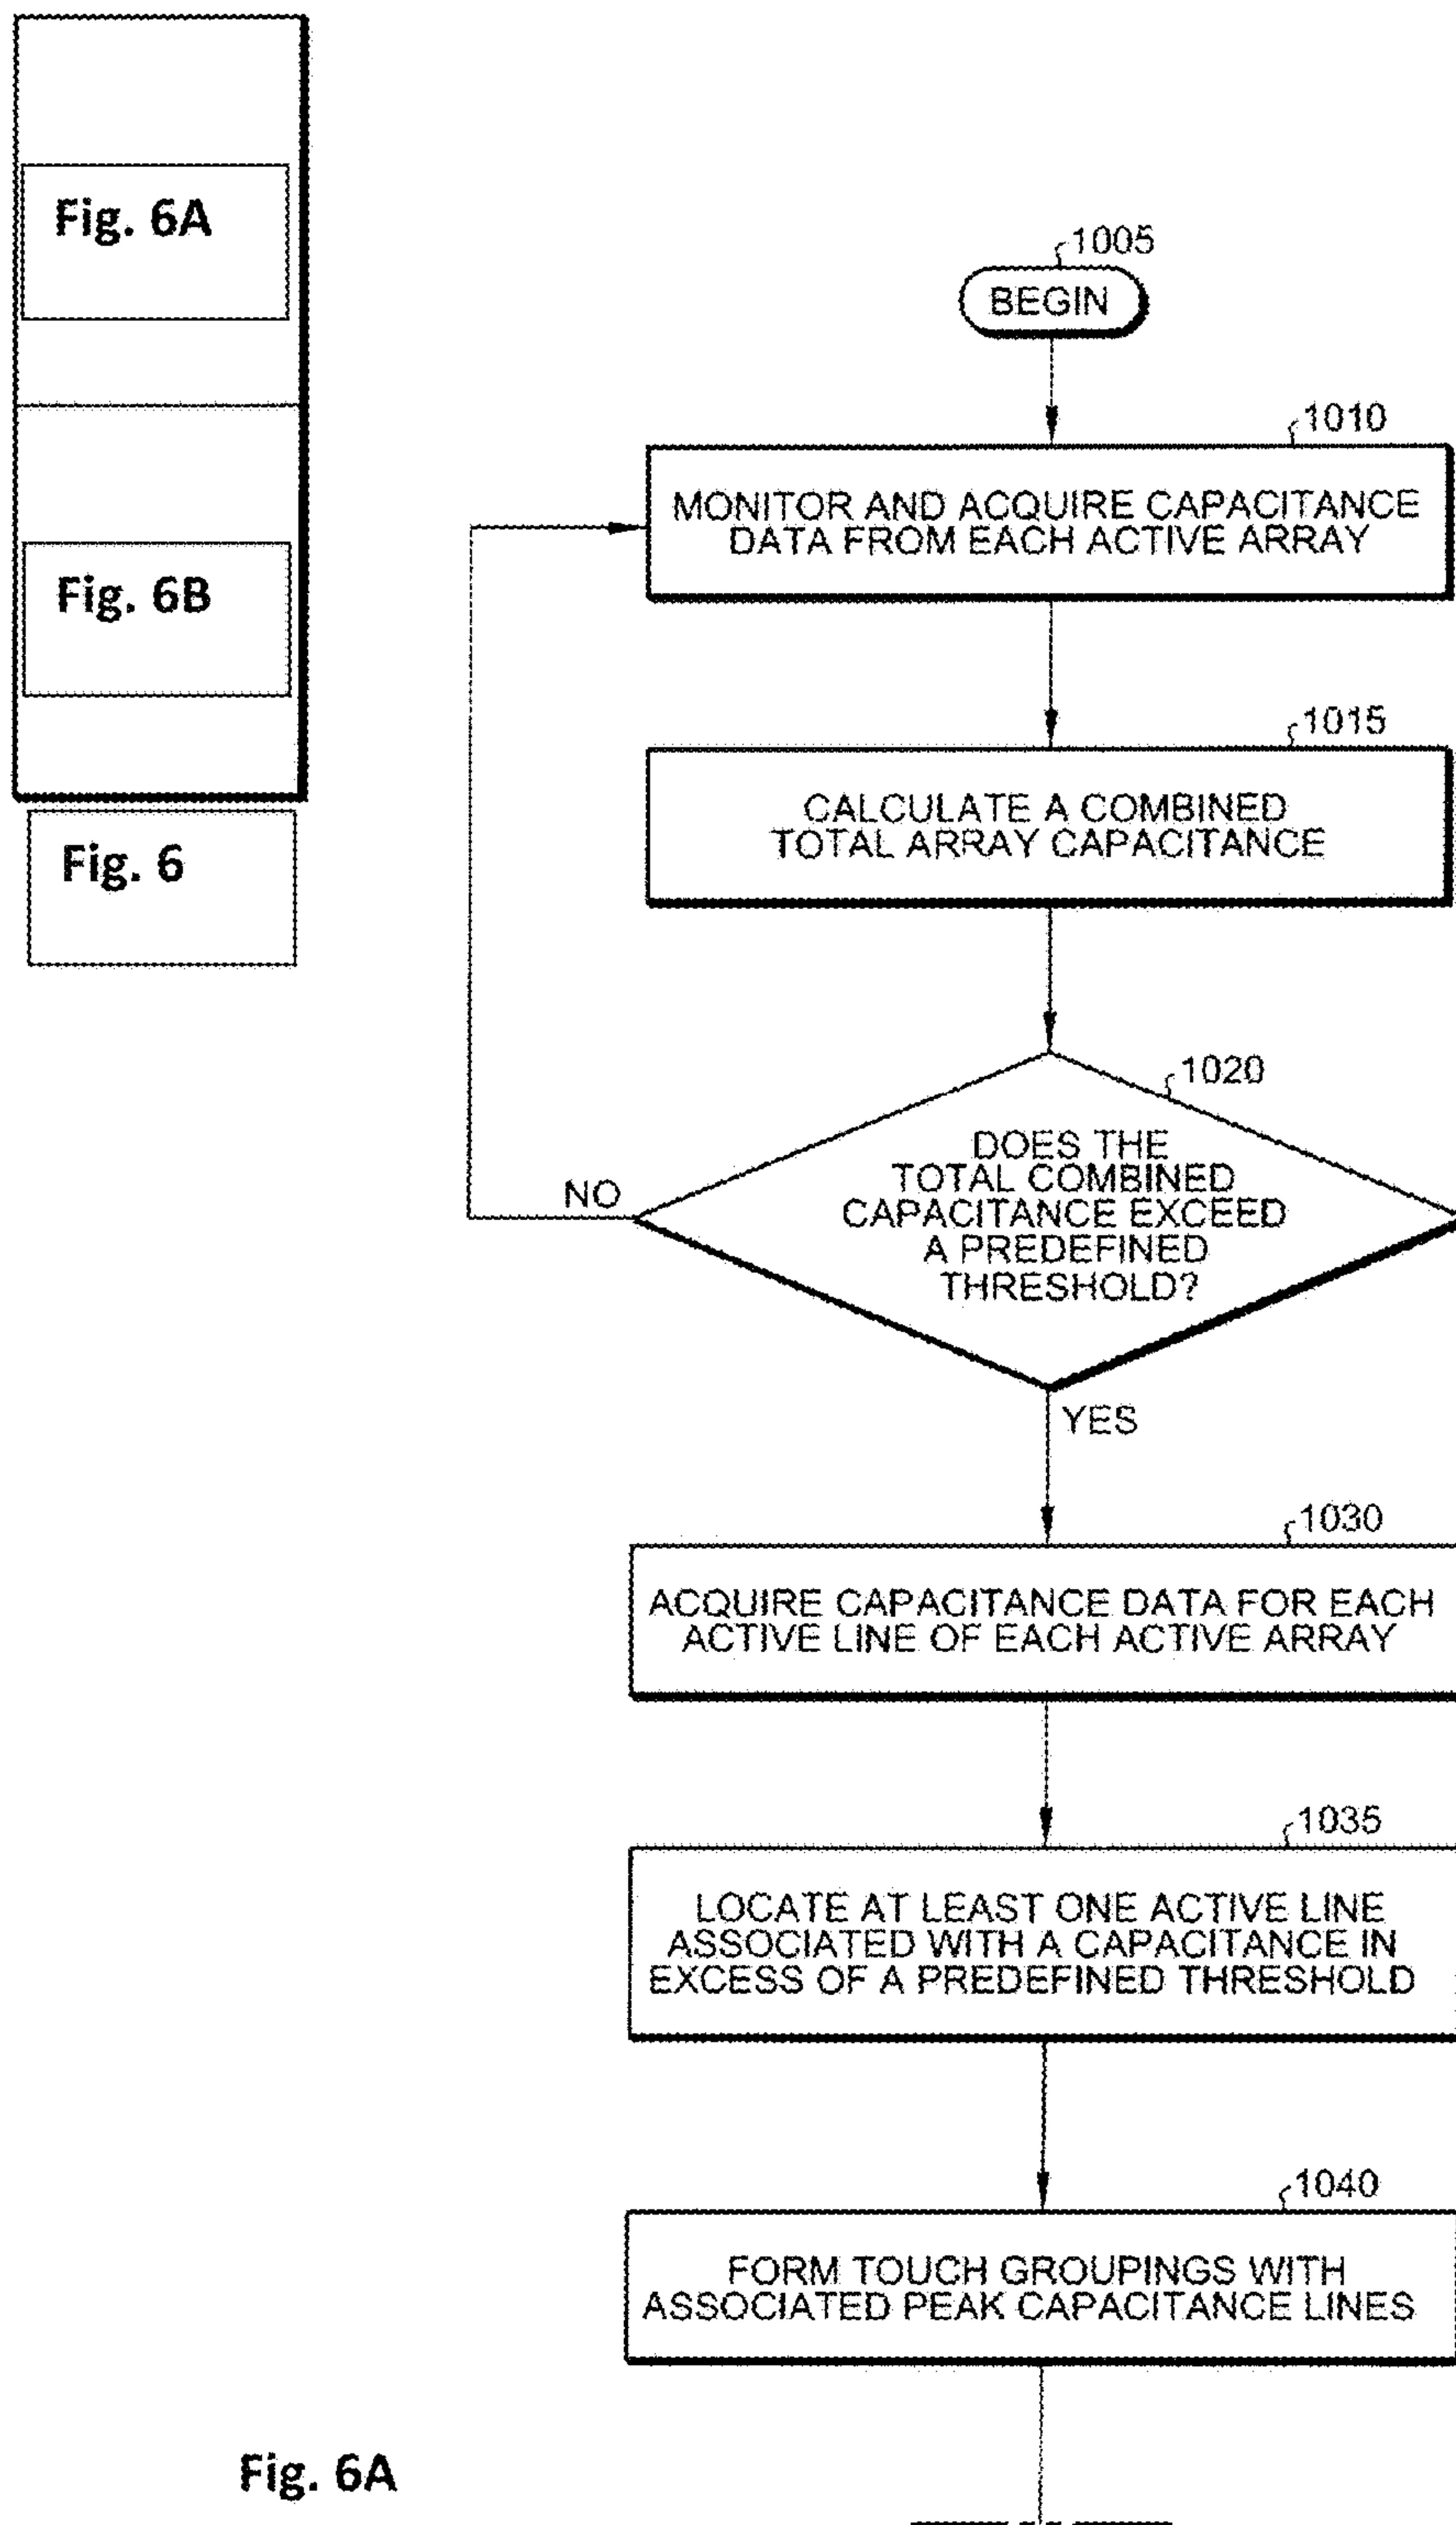 Fig. 6A
Fig. 6B
Fig. 6
1005
BEGIN
1010
MONITOR AND ACQUIRE CAPACITANCE
DATA FROM EACH ACTIVE ARRAY
1015
CALCULATE A COMBINED
TOTAL ARRAY CAPACITANCE
1020
DOES THE
TOTAL COMBINED
CAPACITANCE EXCEED
A PREDEFINED
THRESHOLD?
NO
YES
1030
ACQUIRE CAPACITANCE DATA FOR EACH
ACTIVE LINE OF EACH ACTIVE ARRAY
1035
LOCATE AT LEAST ONE ACTIVE LINE
ASSOCIATED WITH A CAPACITANCE IN
EXCESS OF A PREDEFINED THRESHOLD
1040
FORM TOUCH GROUPINGS WITH
ASSOCIATED PEAK CAPACITANCE LINES
Fig. 6A